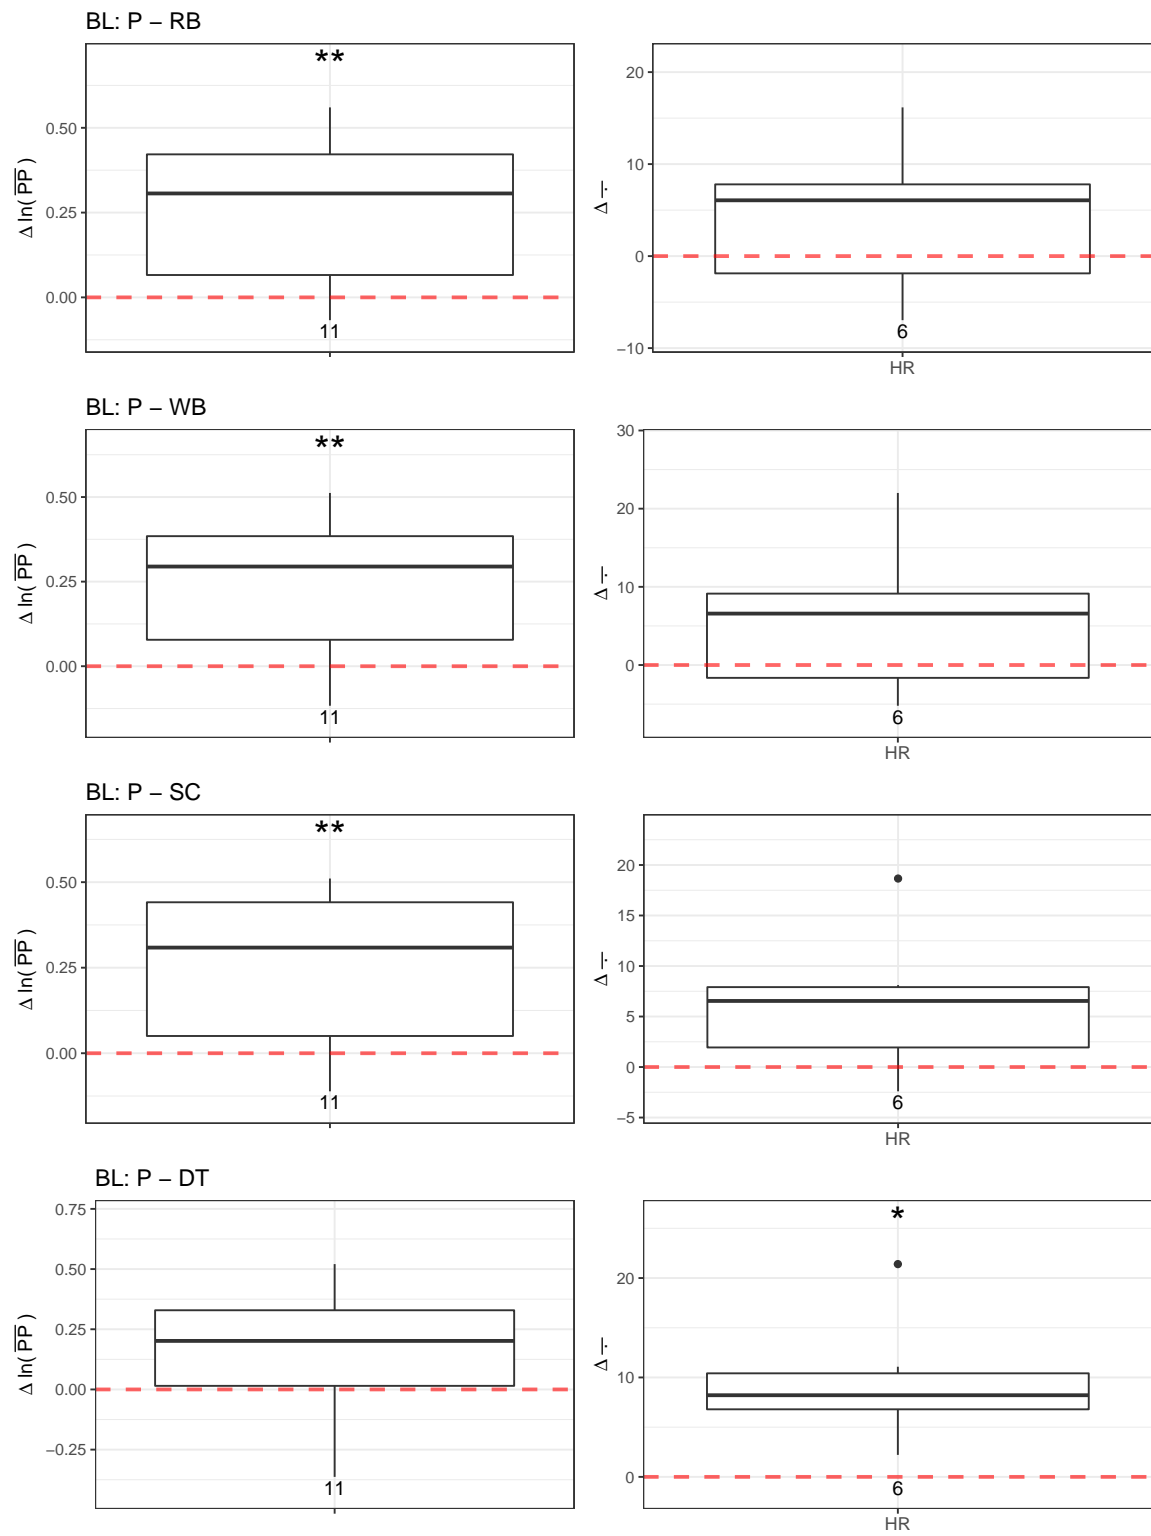 BL: P – RB
**
0.50
0.25
0.00
Δ ln( PP )
11
20
10
0
−10
Δ ÷
6
HR
BL: P – WB
**
0.50
0.25
0.00
Δ ln( PP )
11
30
20
10
0
Δ ÷
6
HR
BL: P – SC
**
0.50
0.25
0.00
Δ ln( PP )
11
20
15
10
5
0
−5
Δ ÷
6
HR
BL: P – DT
0.75
0.50
0.25
0.00
−0.25
Δ ln( PP )
11
*
20
10
0
Δ ÷
6
HR